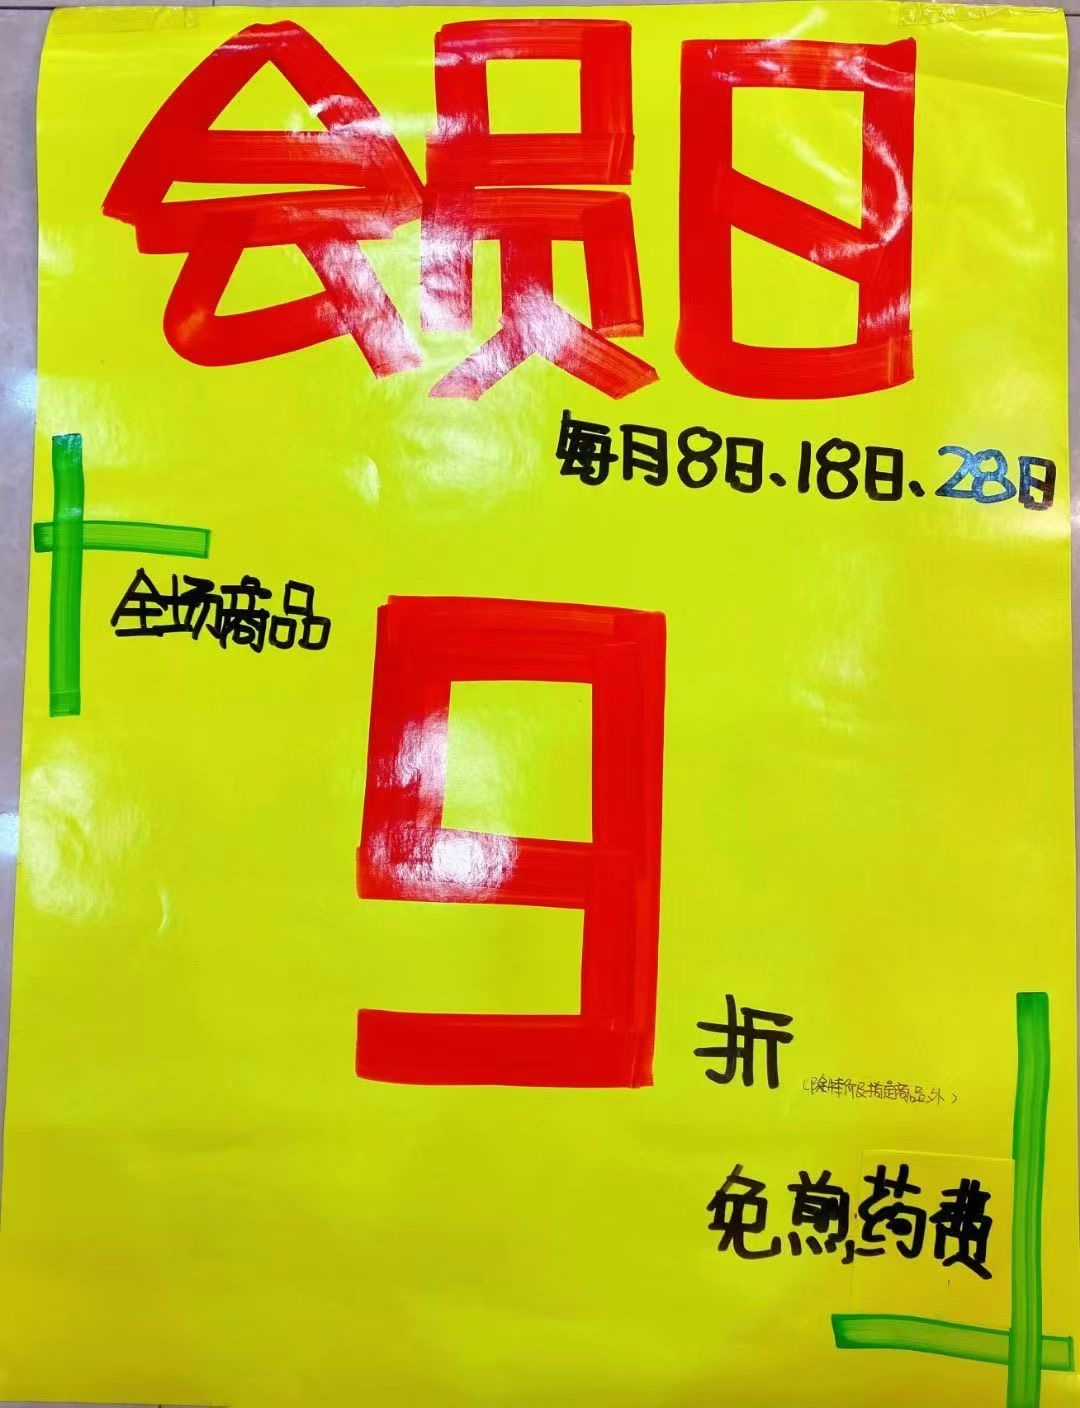 会员日
每月8日、18日、28日
全场商品
9
折
（除特价及指定商品外）
免煎药费